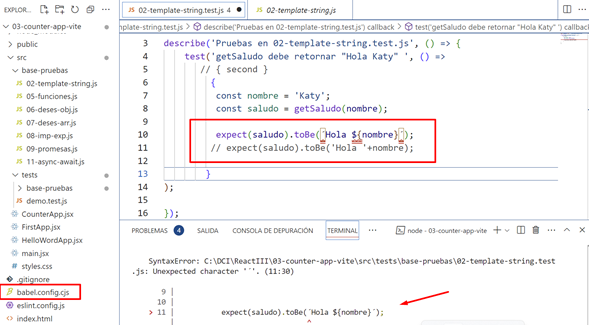 03-counter-app-vite
public
src
base-pruebas
JS 02-template-string.js
JS 05-funciones.js
JS 06-deses-obj.js
JS 07-deses-arr.js
JS 08-imp-exp.js
JS 09-promesas.js
JS 11-async-await.js
tests
base-pruebas
JS demo.test.js
CounterApp.jsx
FirstApp.jsx
HelloWordApp.jsx
main.jsx
styles.css
.gitignore
babel.config.cjs
eslint.config.js
index.html
JS 02-template-string.test.js 4
JS 02-template-string.js
template-string.test.js > describe('Pruebas en 02-template-string.test.js') callback > test('getSaludo debe retornar "Hola Katy" ') callback
3 describe('Pruebas en 02-template-string.test.js', () => {
4 test('getSaludo debe retornar "Hola Katy" ', () =>
5 // { second }
6 {
7 const nombre = 'Katy';
8 const saludo = getSaludo(nombre);
9
10 expect(saludo).toBe(´Hola ${nombre}´);
11 // expect(saludo).toBe('Hola '+nombre);
12
13 }
14 );
15
16 });
PROBLEMAS 4 SALIDA CONSOLA DE DEPURACIÓN TERMINAL ··· node - 03-counter-app-vite
SyntaxError: C:\DCI\ReactIII\03-counter-app-vite\src\tests\base-pruebas\02-template-string.test
.js: Unexpected character '´'. (11:30)
9 |
10 |
> 11 | expect(saludo).toBe(´Hola ${nombre}´);
^